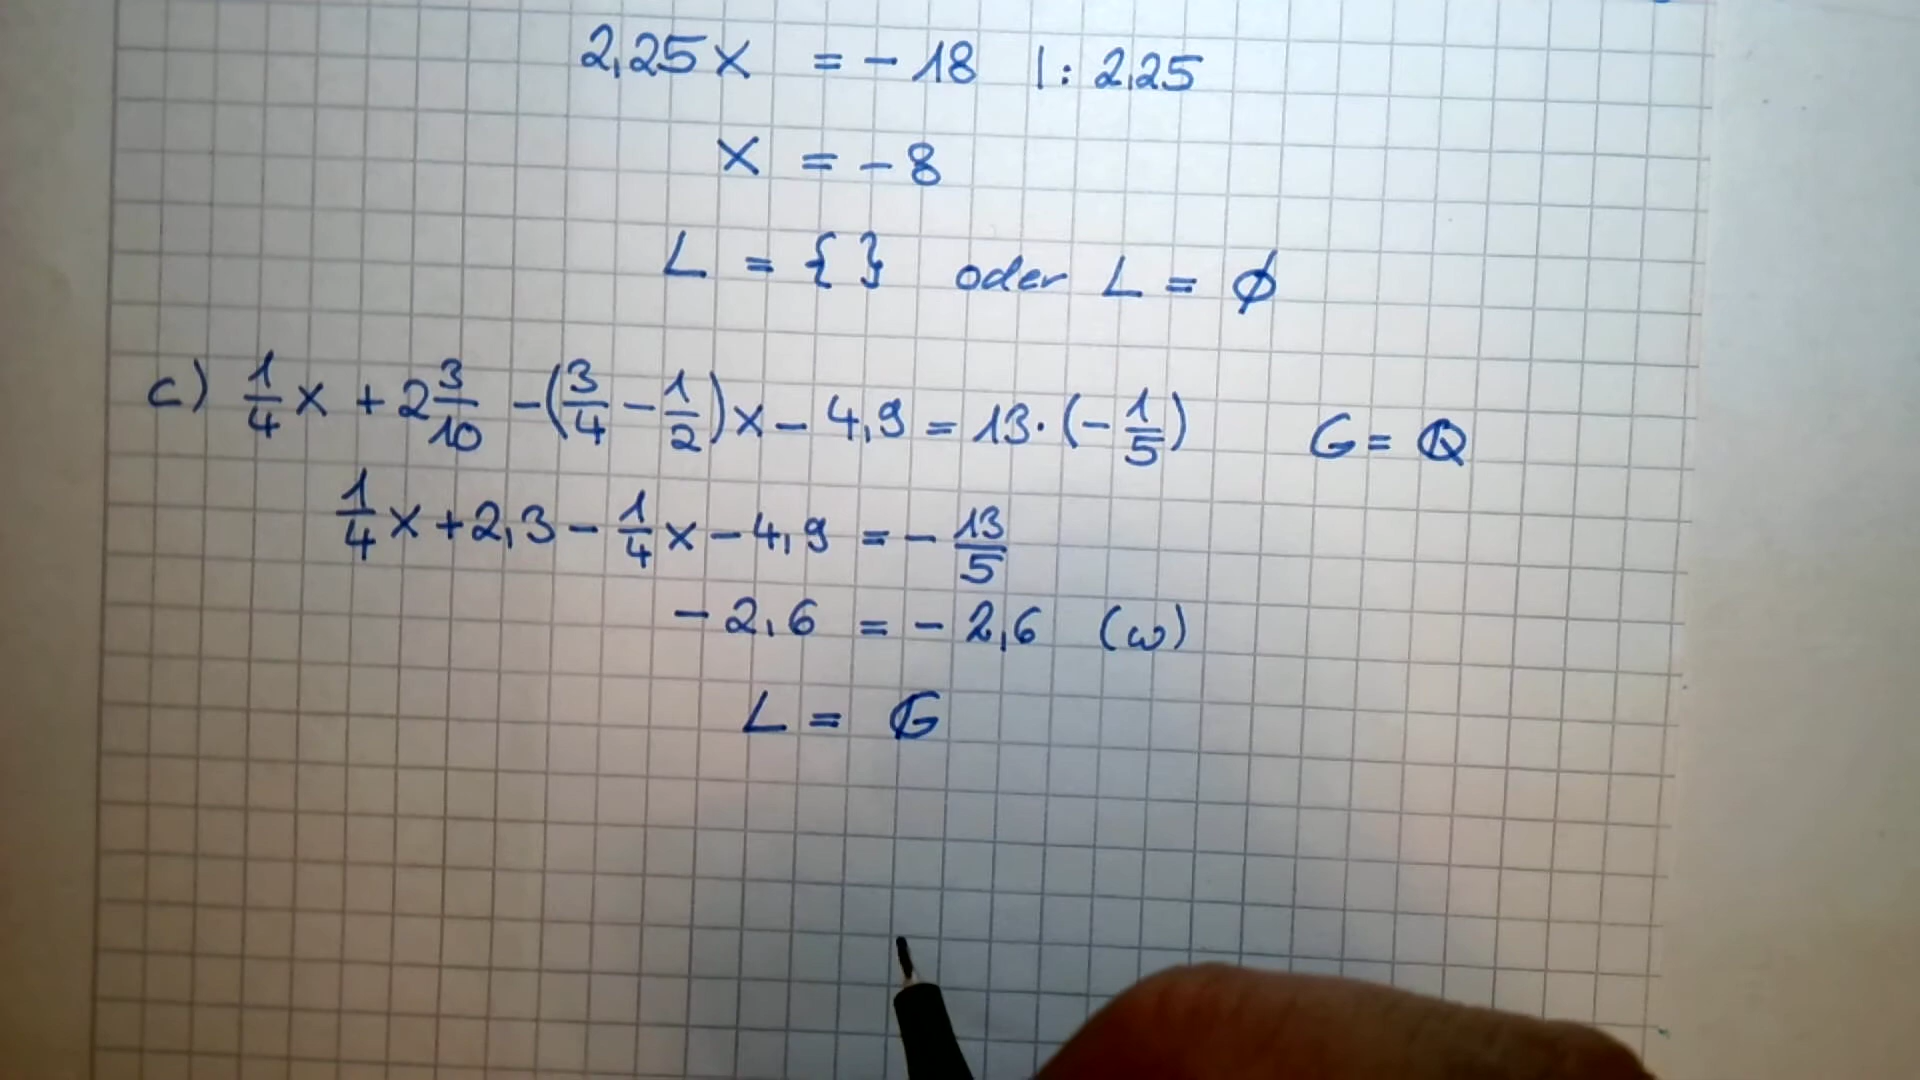 2,25x = - 18 | : 2,25
x = - 8
L = { } oder L = ∅
c) 1/4 x + 2 3/10 - (3/4 - 1/2) x - 4,9 = 13 · (- 1/5) G = ℚ
1/4 x + 2,3 - 1/4 x - 4,9 = - 13/5
- 2,6 = - 2,6 (w)
L = G